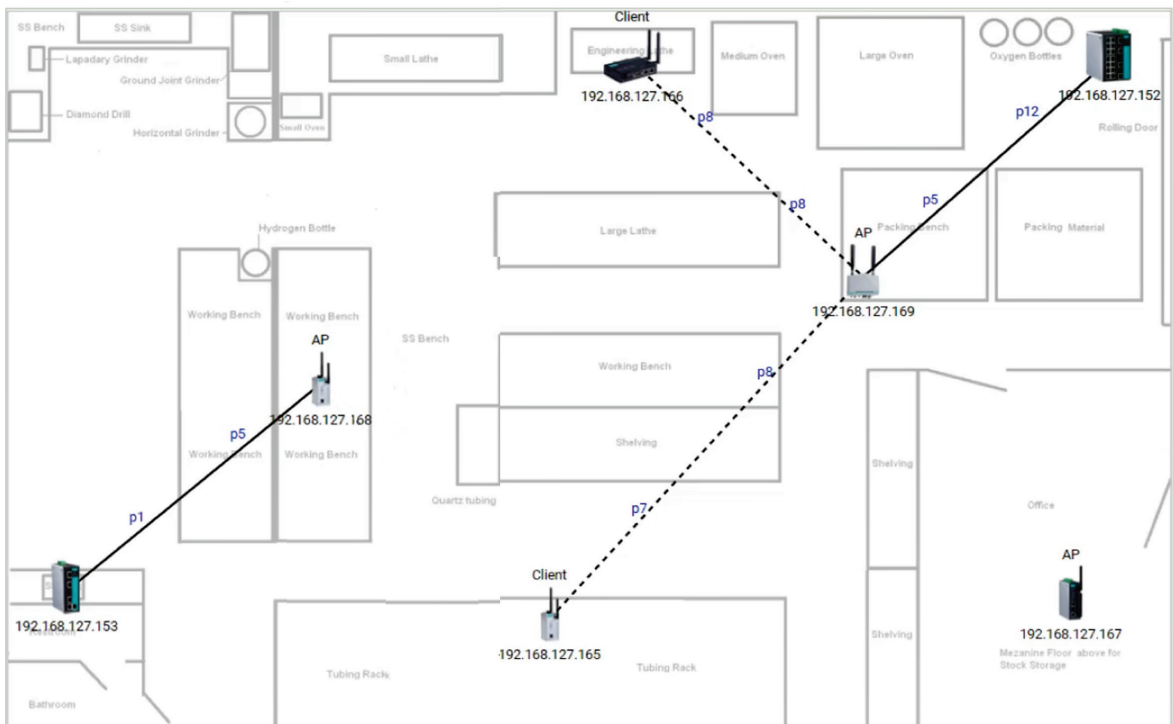 Client
SS Bench
SS Sink
Lapadary Grinder
Ground Joint Grinder
Small Lathe
Engineering Lathe
Medium Oven
Large Oven
Oxygen Bottles
192.168.127.166
192.168.127.152
Diamond Drill
Horizontal Grinder
Small Oven
p8
p12
Rolling Door
p8
p5
Hydrogen Bottle
Large Lathe
AP
Packing Bench
Packing Material
192.168.127.169
Working Bench
Working Bench
SS Bench
AP
Working Bench
p8
192.168.127.168
p5
Working Bench
Working Bench
Shelving
Shelving
Quartz tubing
p7
Office
p1
AP
Client
192.168.127.153
Restroom
192.168.127.165
Shelving
192.168.127.167
Mezanine Floor above for
Stock Storage
Tubing Rack
Tubing Rack
Bathroom